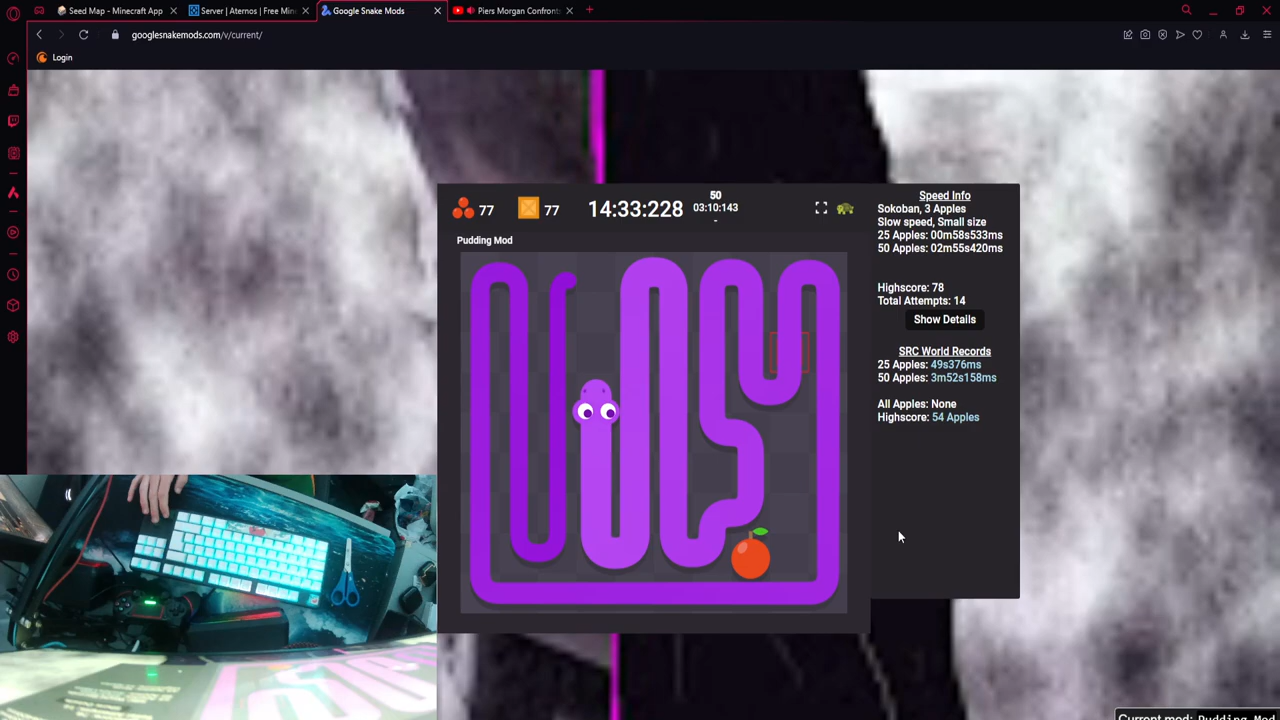 Seed Map - Minecraft App
Server | Aternos | Free Min
Google Snake Mods
Piers Morgan Confront
googlesnakemods.com/v/current/
Login
77
77
14:33:228
50
03:10:143
-
Pudding Mod
Speed Info
Sokoban, 3 Apples
Slow speed, Small size
25 Apples: 00m58s533ms
50 Apples: 02m55s420ms
Highscore: 78
Total Attempts: 14
Show Details
SRC World Records
25 Apples: 49s376ms
50 Apples: 3m52s158ms
All Apples: None
Highscore: 54 Apples
Current mod: Pudding Mod